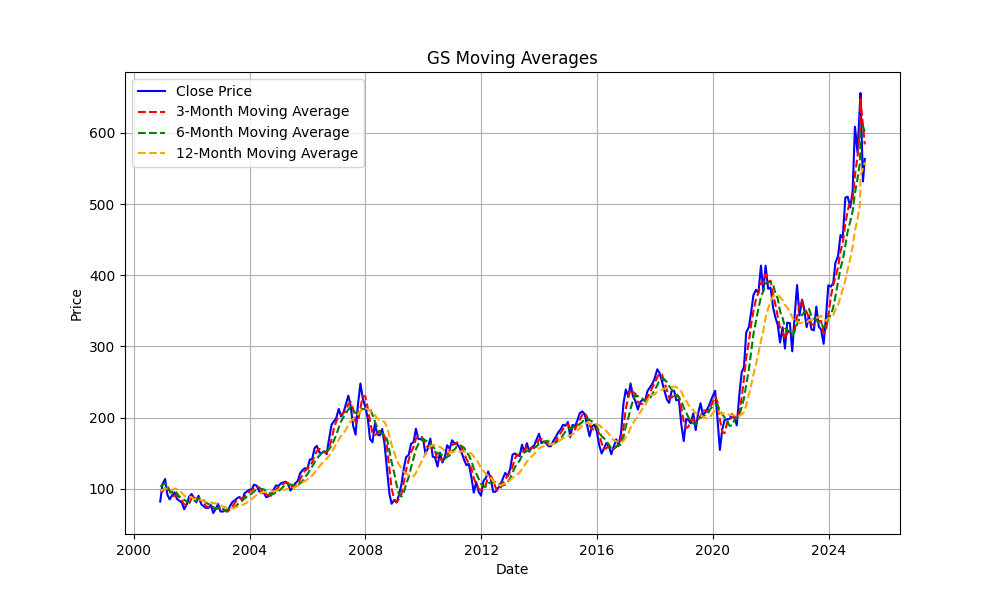 GS Moving Averages
Close Price
3-Month Moving Average
6-Month Moving Average
12-Month Moving Average
600
500
400
300
200
100
Price
2000 2004 2008 2012 2016 2020 2024
Date